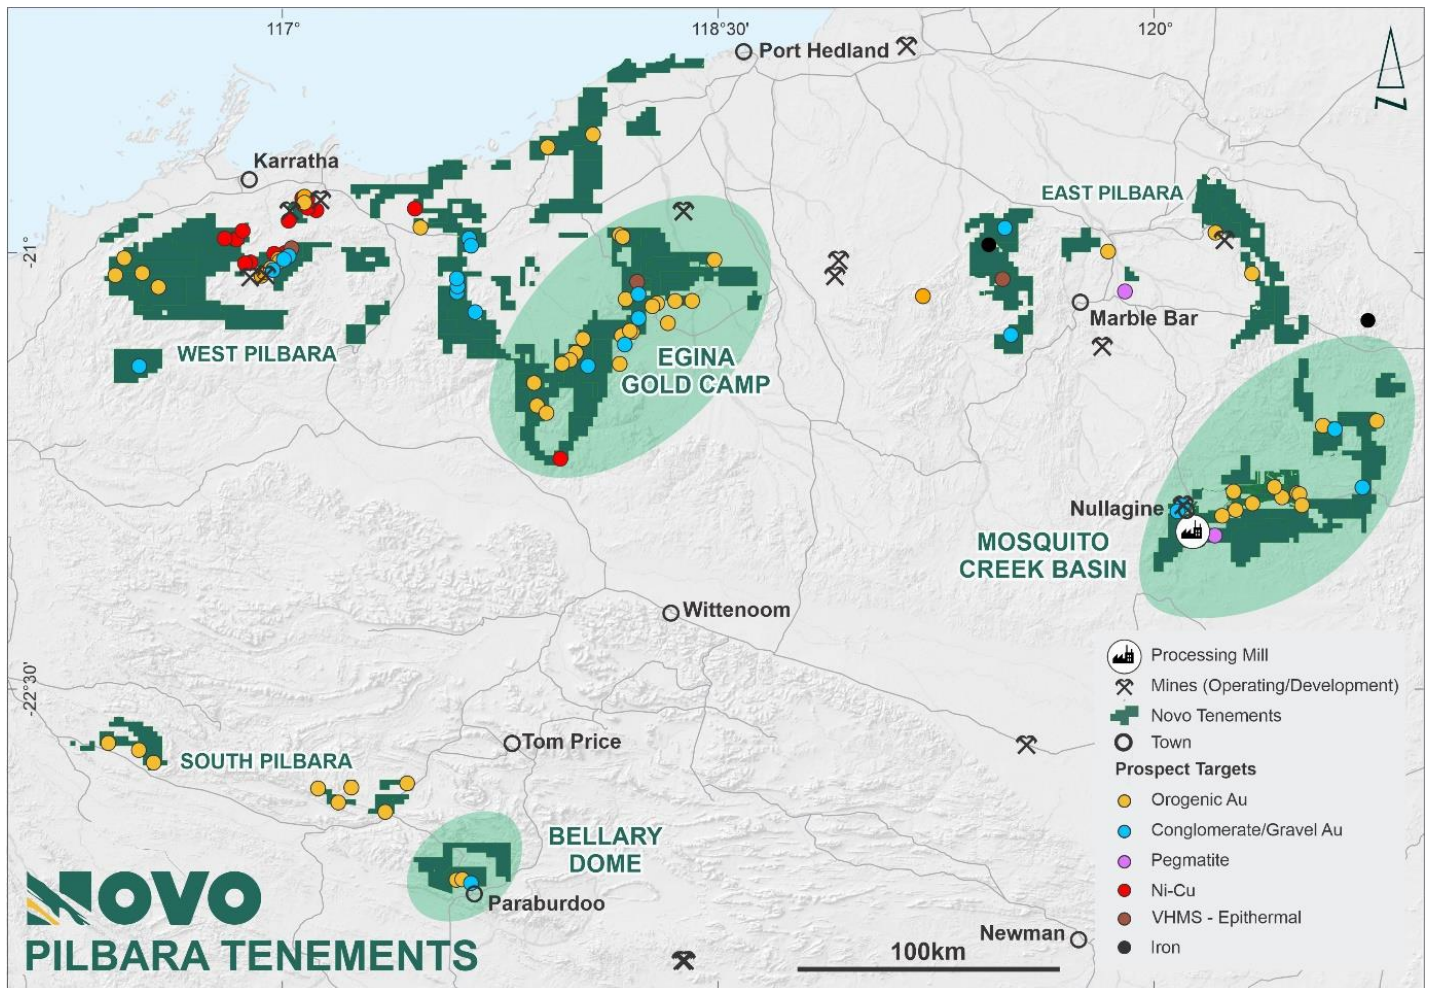 117°
118°30'
120°
Port Hedland
N
Karratha
EAST PILBARA
-21°
Marble Bar
WEST PILBARA
EGINA
GOLD CAMP
Nullagine
MOSQUITO
CREEK BASIN
Wittenoom
-22°30'
Processing Mill
Mines (Operating/Development)
Novo Tenements
Town
Prospect Targets
Orogenic Au
Conglomerate/Gravel Au
Pegmatite
Ni-Cu
VHMS - Epithermal
Iron
Tom Price
SOUTH PILBARA
BELLARY
DOME
Paraburdoo
NOVO
PILBARA TENEMENTS
Newman
100km